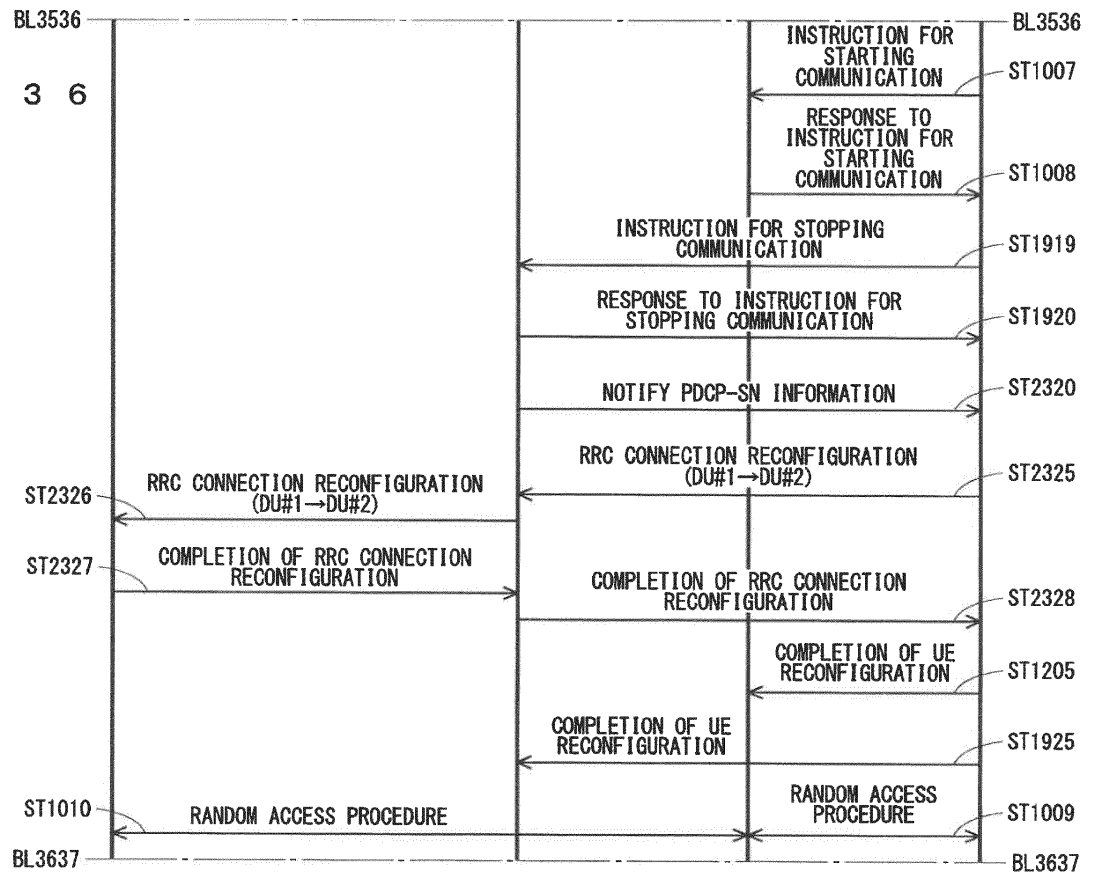 BL3536
BL3536
INSTRUCTION FOR
STARTING
COMMUNICATION
ST1007
3 6
RESPONSE TO
INSTRUCTION FOR
STARTING
COMMUNICATION
ST1008
INSTRUCTION FOR STOPPING
COMMUNICATION
ST1919
RESPONSE TO INSTRUCTION FOR
STOPPING COMMUNICATION
ST1920
NOTIFY PDCP-SN INFORMATION
ST2320
RRC CONNECTION RECONFIGURATION
(DU#1→DU#2)
ST2325
ST2326
RRC CONNECTION RECONFIGURATION
(DU#1→DU#2)
ST2327
COMPLETION OF RRC CONNECTION
RECONFIGURATION
COMPLETION OF RRC CONNECTION
RECONFIGURATION
ST2328
COMPLETION OF UE
RECONFIGURATION
ST1205
COMPLETION OF UE
RECONFIGURATION
ST1925
ST1010
RANDOM ACCESS PROCEDURE
RANDOM ACCESS
PROCEDURE
ST1009
BL3637
BL3637